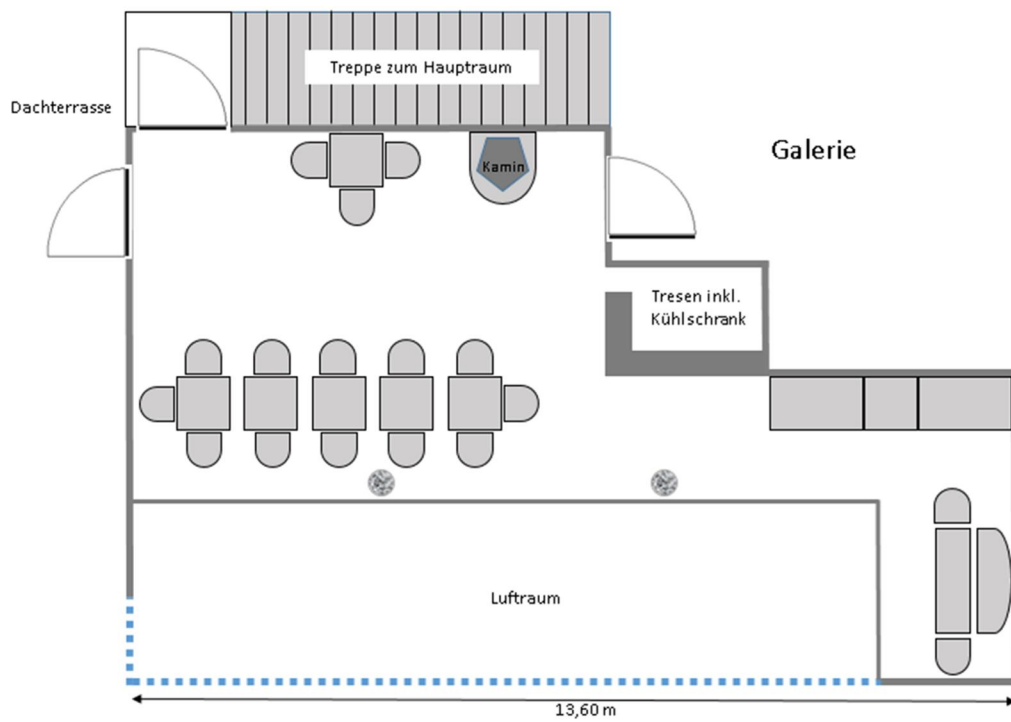 Treppe zum Hauptraum
Dachterrasse
Galerie
Kamin
Tresen inkl.
Kühlschrank
Luftraum
13,60 m